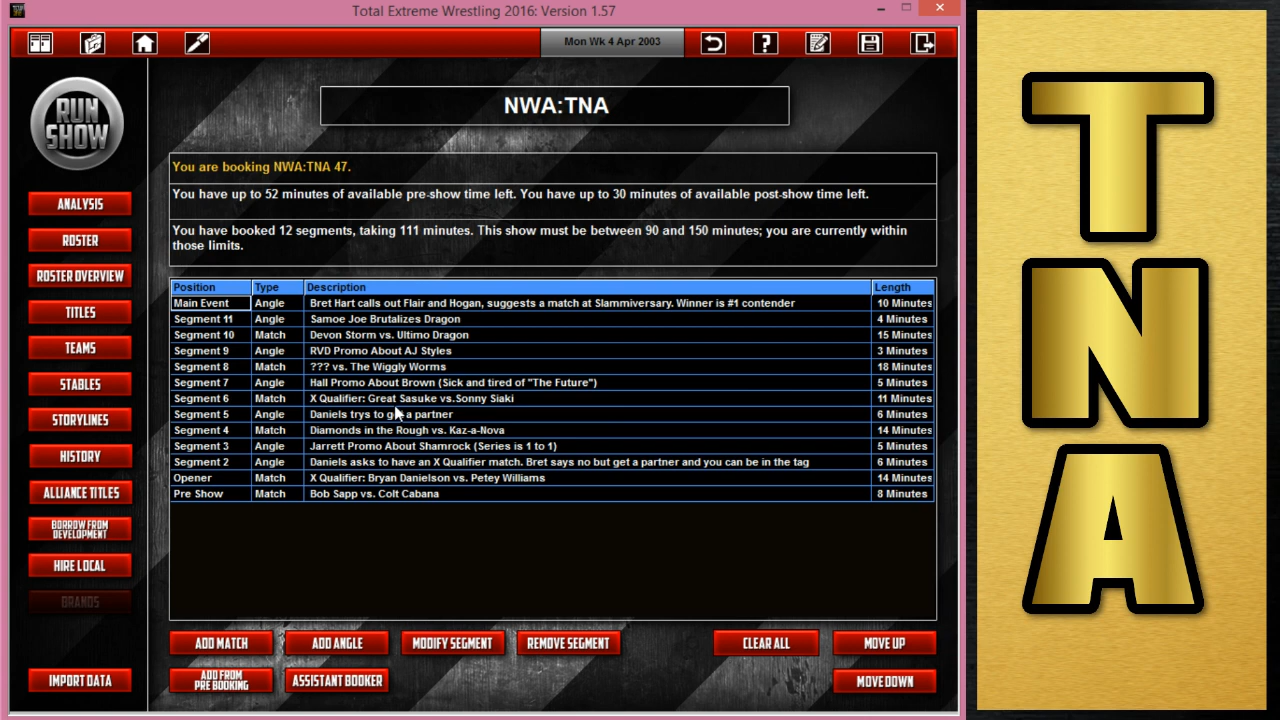 Total Extreme Wrestling 2016: Version 1.57
Mon Wk 4 Apr 2003
RUN SHOW
NWA:TNA
You are booking NWA:TNA 47.
You have up to 52 minutes of available pre-show time left. You have up to 30 minutes of available post-show time left.
You have booked 12 segments, taking 111 minutes. This show must be between 90 and 150 minutes; you are currently within
those limits.
ANALYSIS
ROSTER
ROSTER OVERVIEW
TITLES
TEAMS
STABLES
STORYLINES
HISTORY
ALLIANCE TITLES
BORROW FROM
DEVELOPMENT
HIRE LOCAL
BRANDS
IMPORT DATA
Position Type Description Length
Main Event Angle Bret Hart calls out Flair and Hogan, suggests a match at Slammiversary. Winner is #1 contender 10 Minutes
Segment 11 Angle Samoe Joe Brutalizes Dragon 4 Minutes
Segment 10 Match Devon Storm vs. Ultimo Dragon 15 Minutes
Segment 9 Angle RVD Promo About AJ Styles 3 Minutes
Segment 8 Match ??? vs. The Wiggly Worms 18 Minutes
Segment 7 Angle Hall Promo About Brown (Sick and tired of "The Future") 5 Minutes
Segment 6 Match X Qualifier: Great Sasuke vs.Sonny Siaki 11 Minutes
Segment 5 Angle Daniels trys to get a partner 6 Minutes
Segment 4 Match Diamonds in the Rough vs. Kaz-a-Nova 14 Minutes
Segment 3 Angle Jarrett Promo About Shamrock (Series is 1 to 1) 5 Minutes
Segment 2 Angle Daniels asks to have an X Qualifier match. Bret says no but get a partner and you can be in the tag 6 Minutes
Opener Match X Qualifier: Bryan Danielson vs. Petey Williams 14 Minutes
Pre Show Match Bob Sapp vs. Colt Cabana 8 Minutes
ADD MATCH ADD ANGLE MODIFY SEGMENT REMOVE SEGMENT CLEAR ALL MOVE UP
ADD FROM
PRE BOOKING
ASSISTANT BOOKER
MOVE DOWN
T
N
A